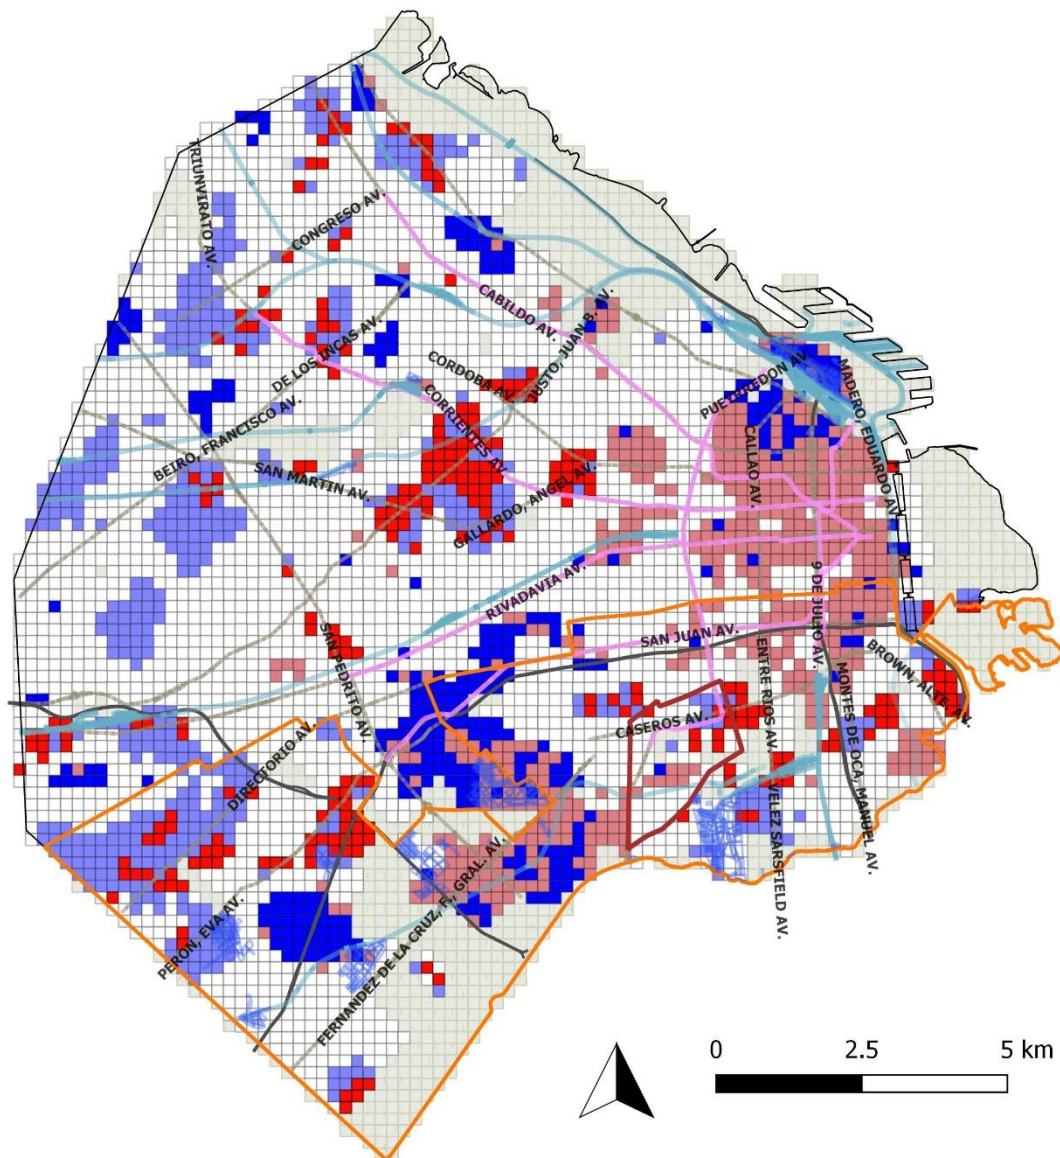 TRIUNVIRATO AV.
CONGRESO AV.
CABILDO AV.
JUSTO, JUAN B. AV.
DE LOS INCAS AV.
CORDOBA AV.
CORRIENTES AV.
BEIRO, FRANCISCO AV.
SAN MARTIN AV.
GALLARDO, ANGEL AV.
PUEYRREDON AV.
CALLAO AV.
MADERO, EDUARDO AV.
RIVADAVIA AV.
9 DE JULIO AV.
SAN JUAN AV.
SAN PEDRITO AV.
ENTRE RIOS AV.
BROWN, ALTE. AV.
CASEROS AV.
MONTES DE OCA, MANUEL AV.
DIRECTORIO AV.
VELEZ SARSFIELD AV.
PERON, EVA AV.
FERNANDEZ DE LA CRUZ, F., GRAL. AV.
0 2.5 5 km